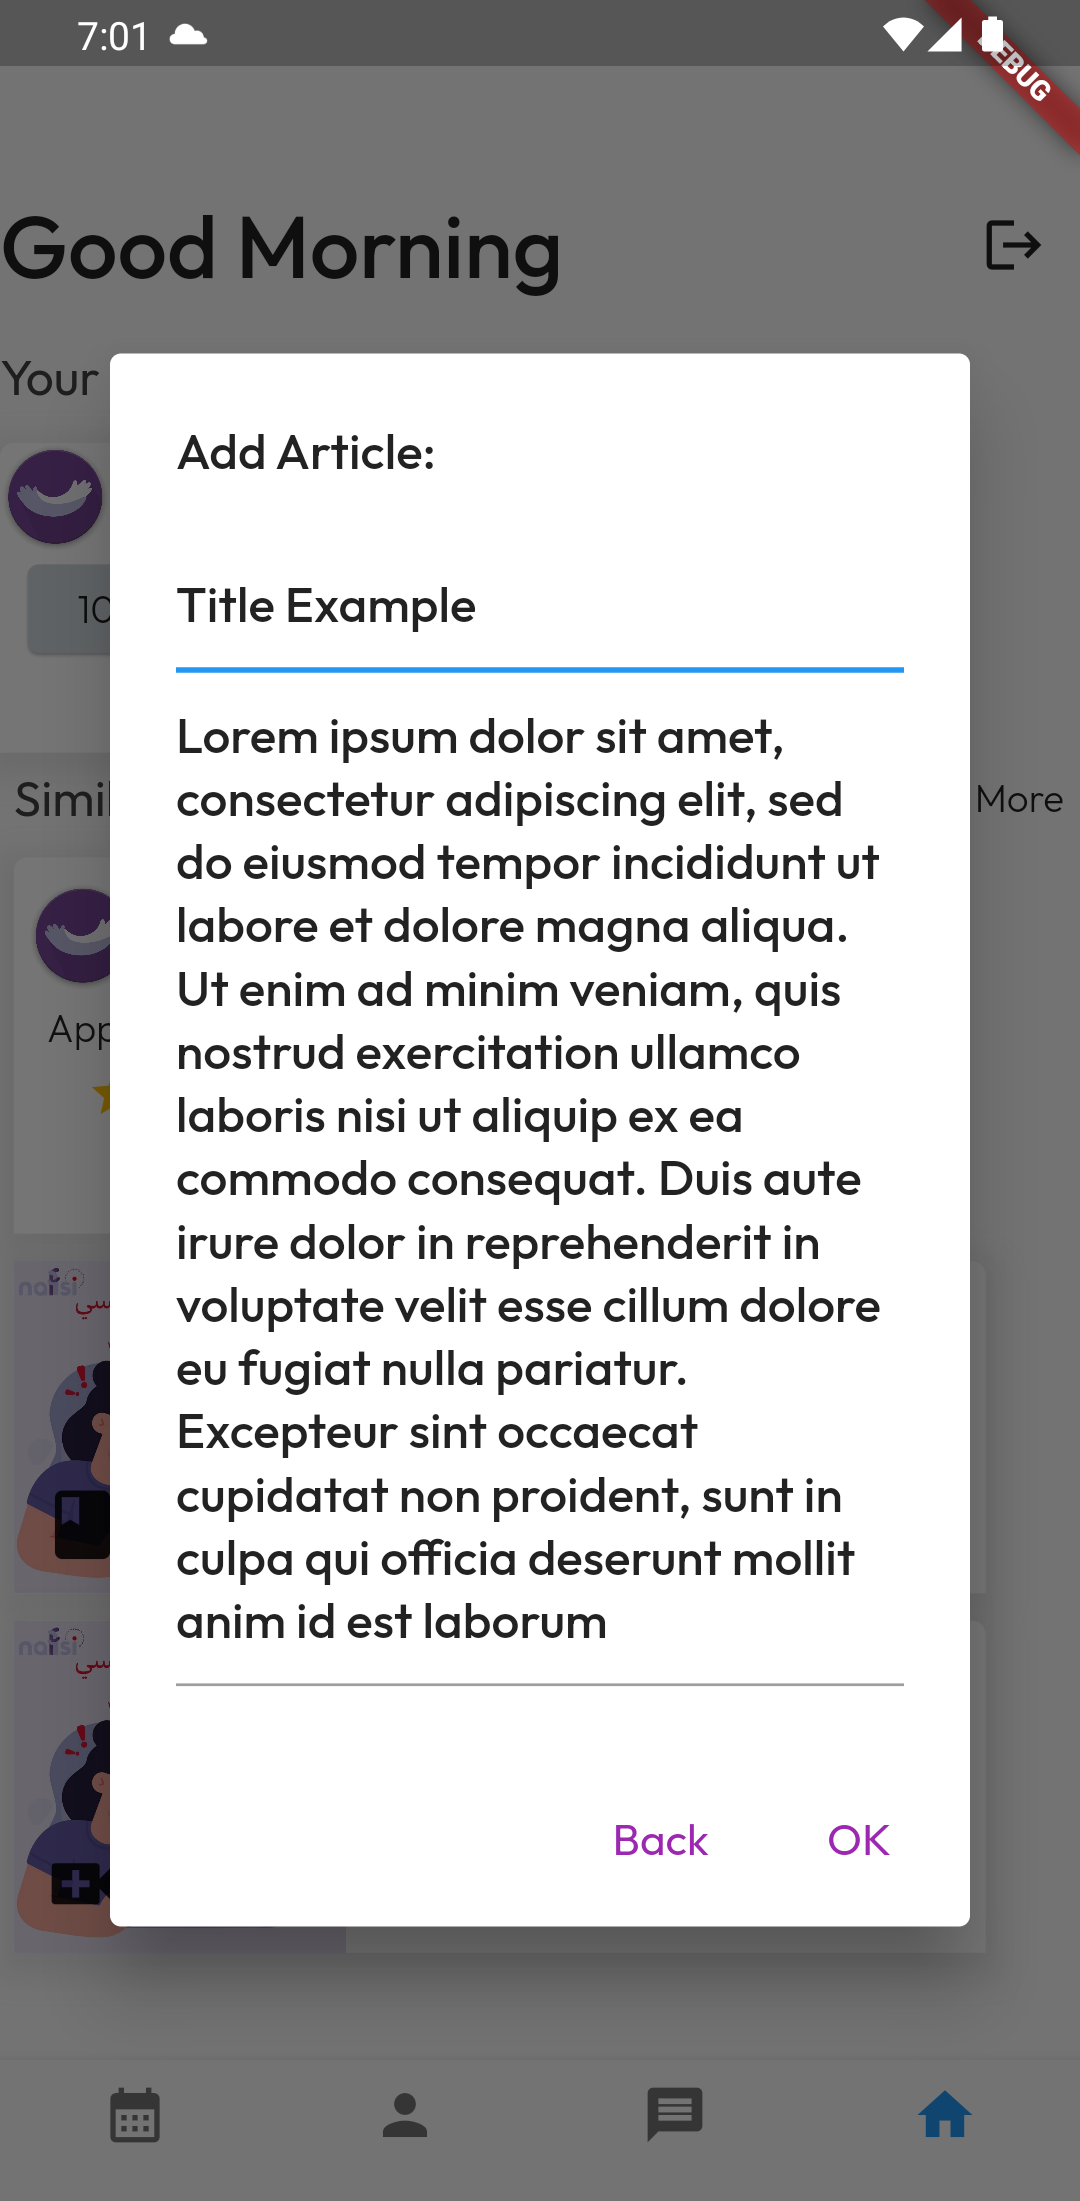 7:01
DEBUG
Good Morning
Your
Add Article:
10
Title Example
Lorem ipsum dolor sit amet,
consectetur adipiscing elit, sed
do eiusmod tempor incididunt ut
labore et dolore magna aliqua.
Ut enim ad minim veniam, quis
nostrud exercitation ullamco
laboris nisi ut aliquip ex ea
commodo consequat. Duis aute
irure dolor in reprehenderit in
voluptate velit esse cillum dolore
eu fugiat nulla pariatur.
Excepteur sint occaecat
cupidatat non proident, sunt in
culpa qui officia deserunt mollit
anim id est laborum
Simil
More
App
nafsi
nafsi
Back
OK